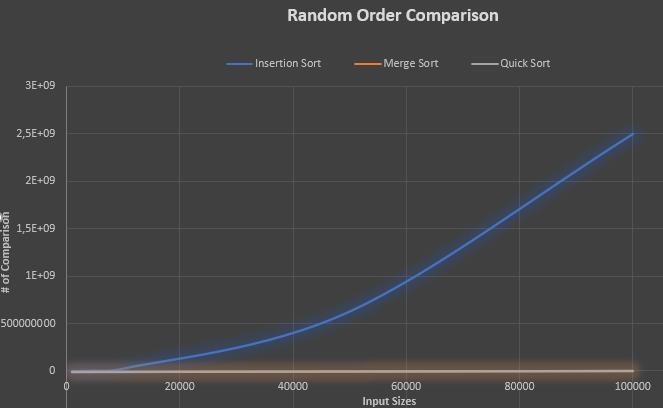 Random Order Comparison
Insertion Sort Merge Sort Quick Sort
3E+09
2,5E+09
2E+09
1,5E+09
1E+09
500000000
0
# of Comparison
0 20000 40000 60000 80000 100000
Input Sizes